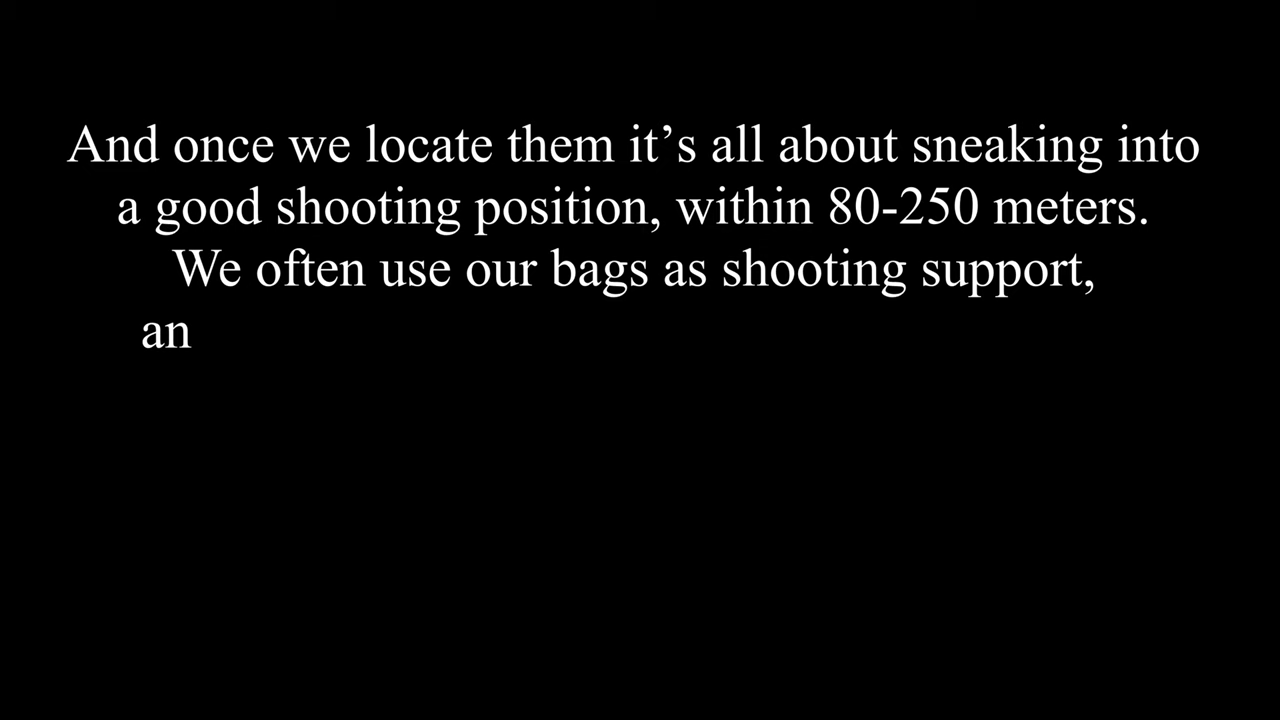 And once we locate them it’s all about sneaking into
a good shooting position, within 80-250 meters.
We often use our bags as shooting support,
an